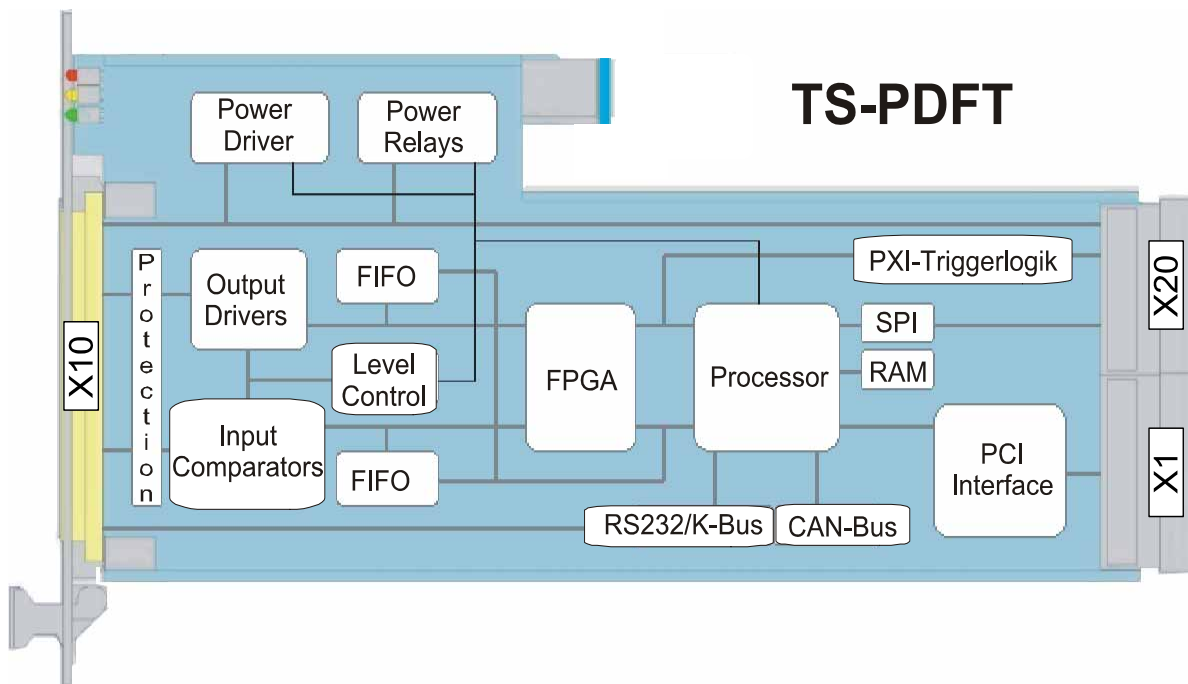 TS-PDFT
Power
Driver
Power
Relays
Protection
Output
Drivers
FIFO
PXI-Triggerlogik
X20
X10
Level
Control
FPGA
Processor
SPI
RAM
Input
Comparators
FIFO
PCI
Interface
X1
RS232/K-Bus
CAN-Bus